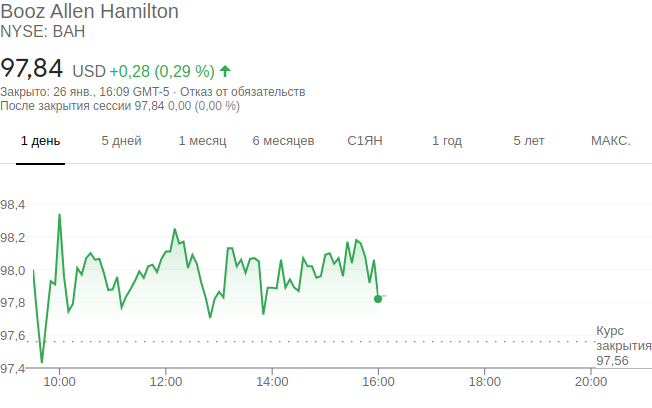 Booz Allen Hamilton
NYSE: BAH
97,84 USD +0,28 (0,29 %)
Закрыто: 26 янв., 16:09 GMT-5 · Отказ от обязательств
После закрытия сессии 97,84 0,00 (0,00 %)
1 день 5 дней 1 месяц 6 месяцев С1ЯН 1 год 5 лет МАКС.
98,4
98,2
98,0
97,8
97,6
97,4
Курс
закрытия
97,56
10:00 12:00 14:00 16:00 18:00 20:00